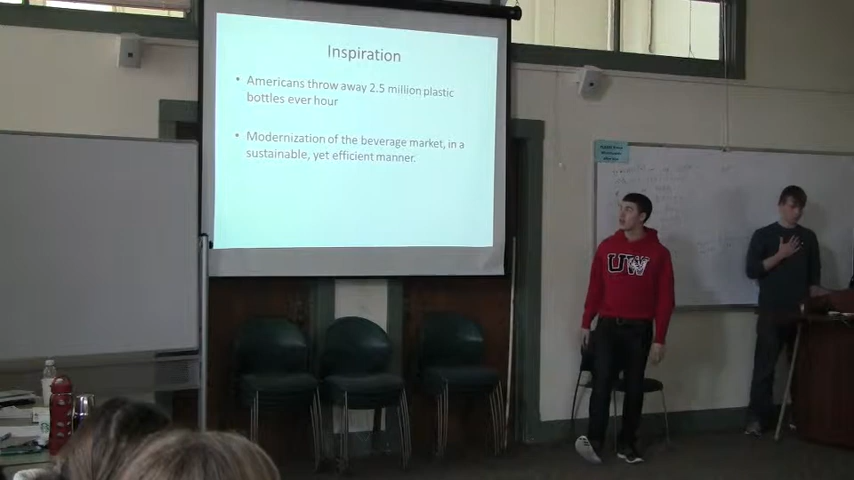 Inspiration
• Americans throw away 2.5 million plastic
bottles ever hour
• Modernization of the beverage market, in a
sustainable, yet efficient manner.
UW